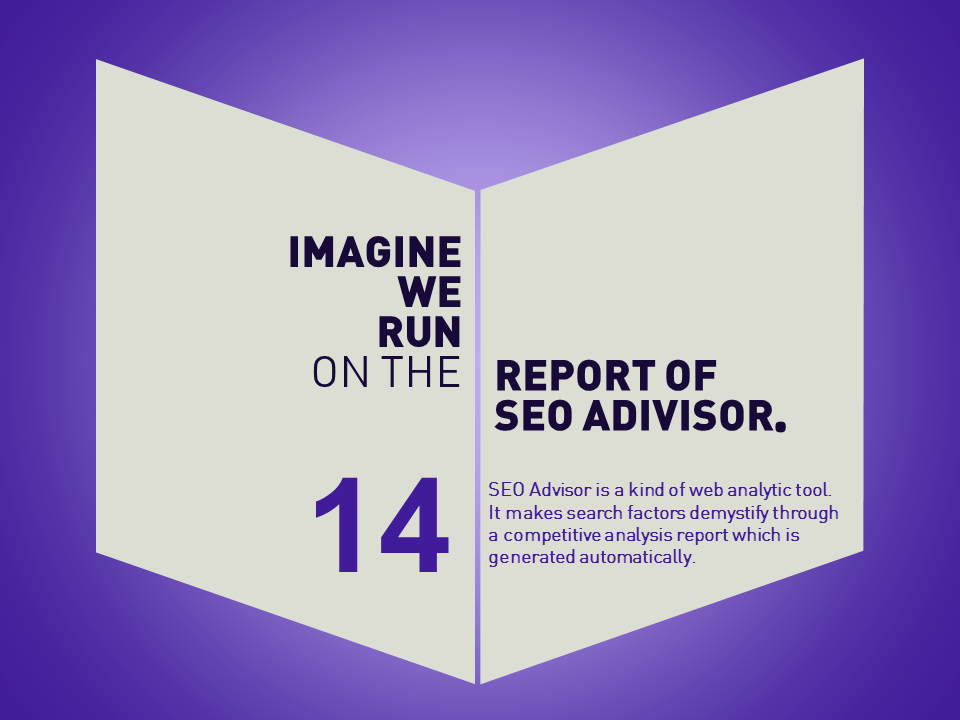 IMAGINE
WE
RUN
ON THE
REPORT OF
SEO ADIVISOR.
14
SEO Advisor is a kind of web analytic tool.
It makes search factors demystify through
a competitive analysis report which is
generated automatically.